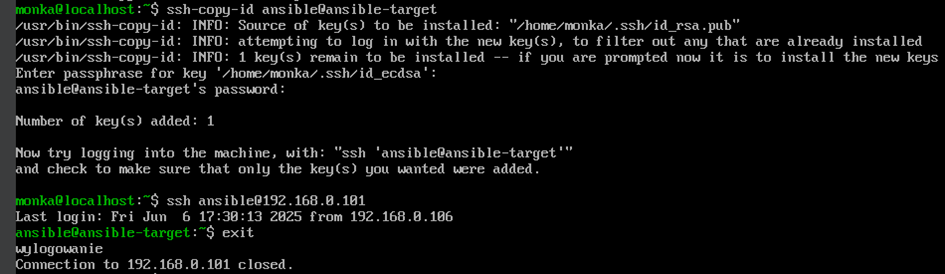 monka@localhost:~$ ssh-copy-id ansible@ansible-target
/usr/bin/ssh-copy-id: INFO: Source of key(s) to be installed: "/home/monka/.ssh/id_rsa.pub"
/usr/bin/ssh-copy-id: INFO: attempting to log in with the new key(s), to filter out any that are already installed
/usr/bin/ssh-copy-id: INFO: 1 key(s) remain to be installed -- if you are prompted now it is to install the new keys
Enter passphrase for key '/home/monka/.ssh/id_ecdsa':
ansible@ansible-target's password:
Number of key(s) added: 1
Now try logging into the machine, with: "ssh 'ansible@ansible-target'"
and check to make sure that only the key(s) you wanted were added.
monka@localhost:~$ ssh ansible@192.168.0.101
Last login: Fri Jun  6 17:30:13 2025 from 192.168.0.106
ansible@ansible-target:~$ exit
wylogowanie
Connection to 192.168.0.101 closed.